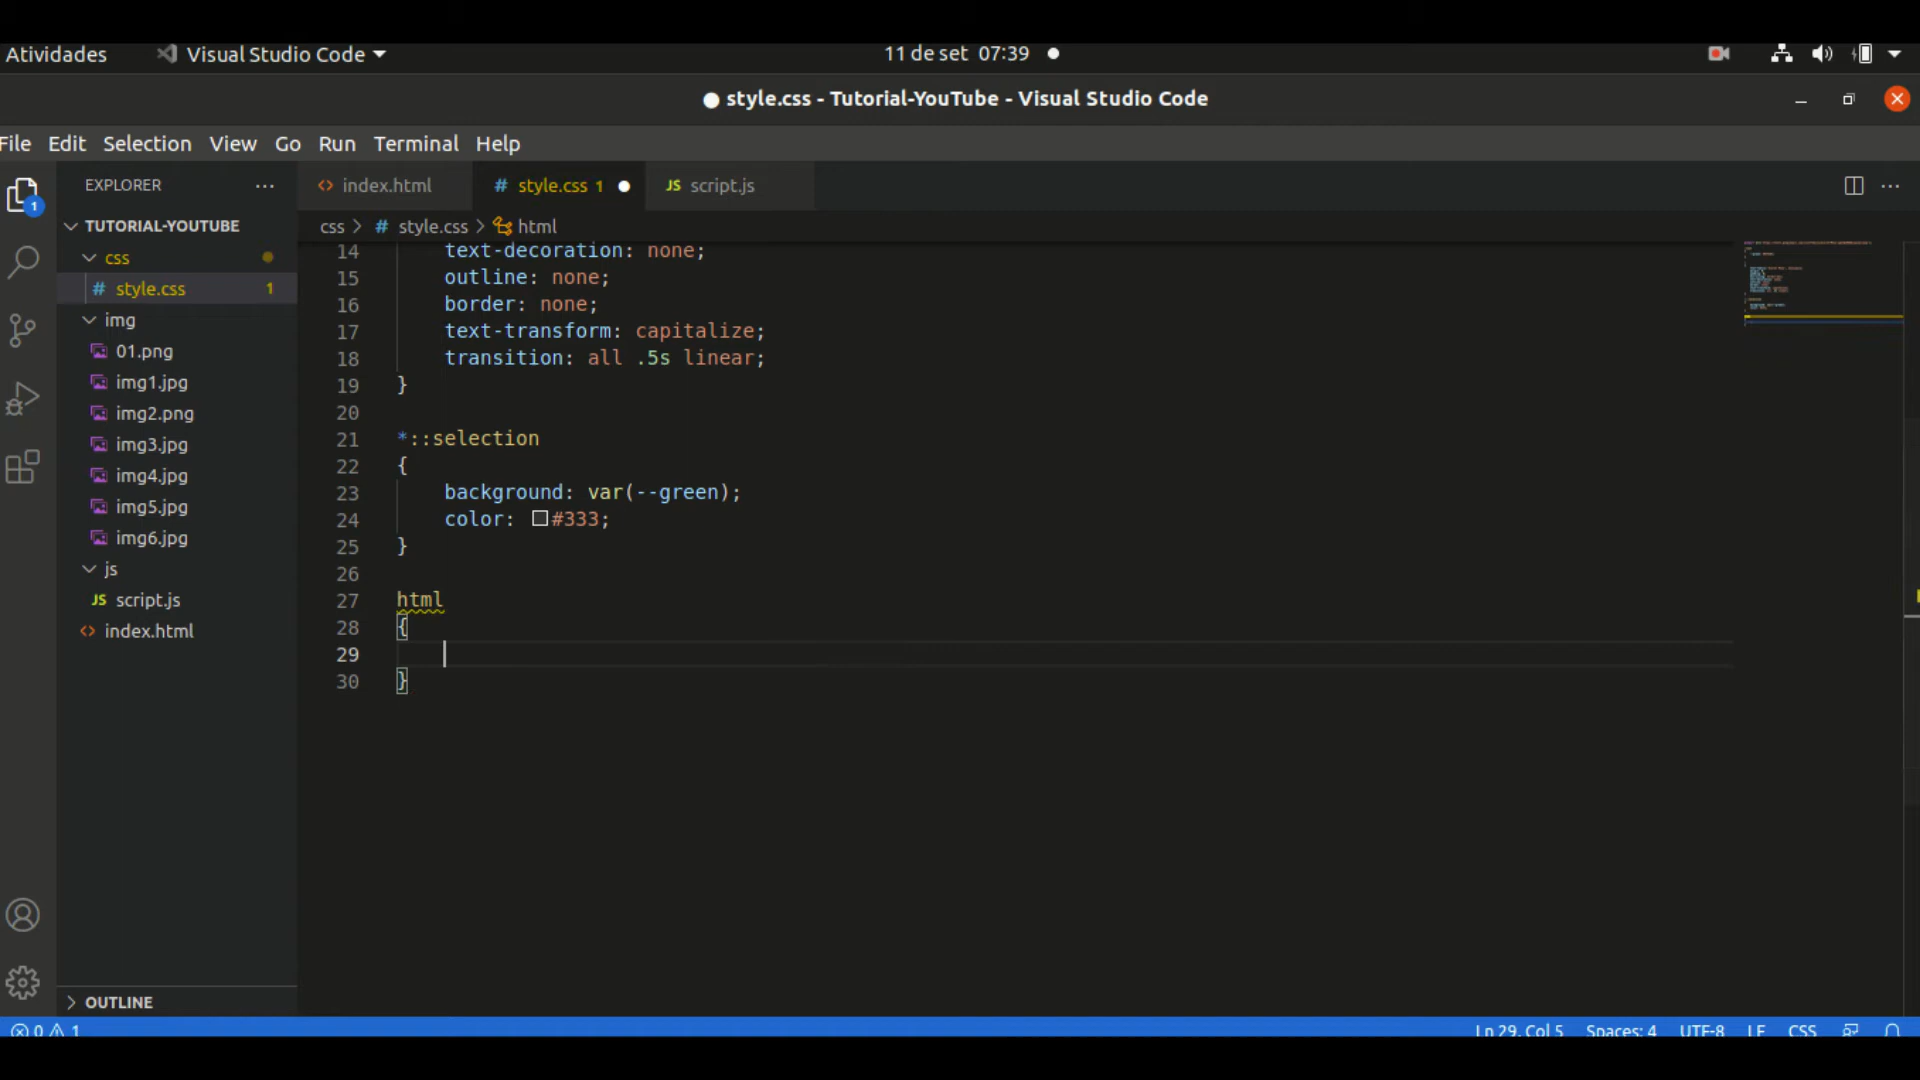 Atividades
Visual Studio Code
11 de set 07:39
● style.css - Tutorial-YouTube - Visual Studio Code
File Edit Selection View Go Run Terminal Help
EXPLORER
index.html
# style.css 1
JS script.js
1
TUTORIAL-YOUTUBE
css > # style.css > html
css
# style.css 1
img
01.png
img1.jpg
img2.png
img3.jpg
img4.jpg
img5.jpg
img6.jpg
js
JS script.js
index.html
OUTLINE
14 text-decoration: none;
15 outline: none;
16 border: none;
17 text-transform: capitalize;
18 transition: all .5s linear;
19 }
20
21 *::selection
22 {
23 background: var(--green);
24 color: #333;
25 }
26
27 html
28 {
29
30 }
0 1
Ln 29, Col 5 Spaces: 4 UTF-8 LF CSS